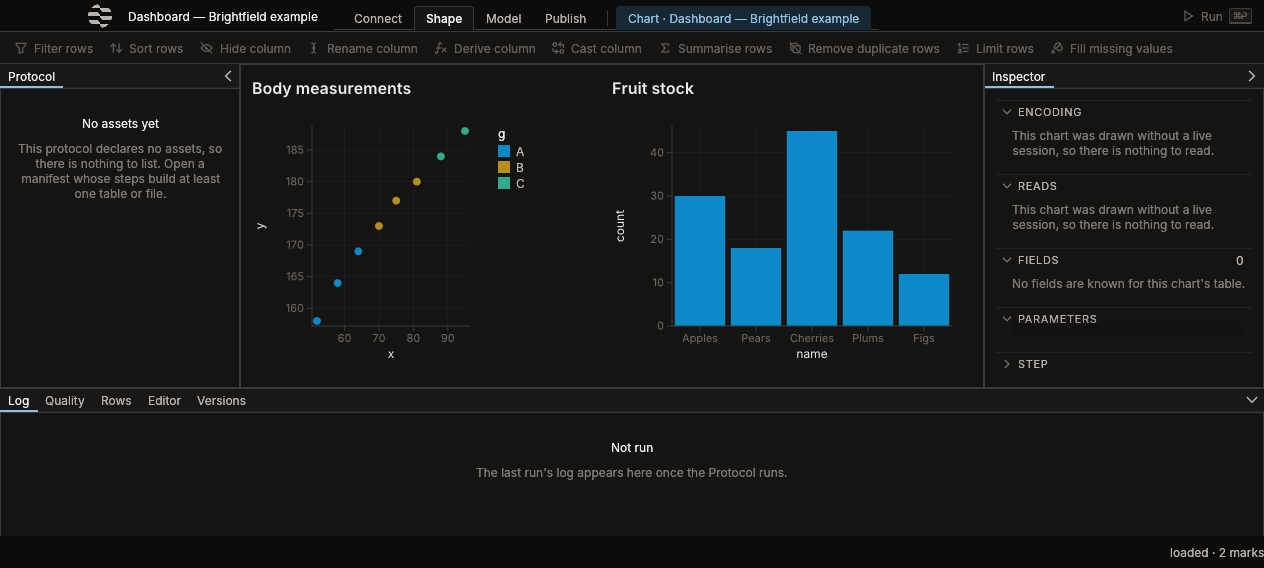 Dashboard — Brightfield example
Connect
Shape
Model
Publish
Chart · Dashboard — Brightfield example
Run
Filter rows
Sort rows
Hide column
Rename column
Derive column
Cast column
Summarise rows
Remove duplicate rows
Limit rows
Fill missing values
Protocol
No assets yet
This protocol declares no assets, so
there is nothing to list. Open a
manifest whose steps build at least
one table or file.
Body measurements
y
185
180
175
170
165
160
60 70 80 90
x
g
A
B
C
Fruit stock
count
40
30
20
10
0
Apples Pears Cherries Plums Figs
name
Inspector
ENCODING
This chart was drawn without a live
session, so there is nothing to read.
READS
This chart was drawn without a live
session, so there is nothing to read.
FIELDS 0
No fields are known for this chart's table.
PARAMETERS
STEP
Log
Quality
Rows
Editor
Versions
Not run
The last run's log appears here once the Protocol runs.
loaded · 2 marks